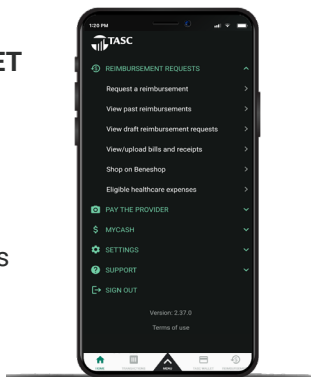 ET
S
1:20 PM
TASC
REIMBURSEMENT REQUESTS
Request a reimbursement
View past reimbursements
View draft reimbursement requests
View/upload bills and receipts
Shop on Beneshop
Eligible healthcare expenses
PAY THE PROVIDER
$ MYCASH
SETTINGS
? SUPPORT
SIGN OUT
Version: 2.37.0
Terms of use
HOME
MENU